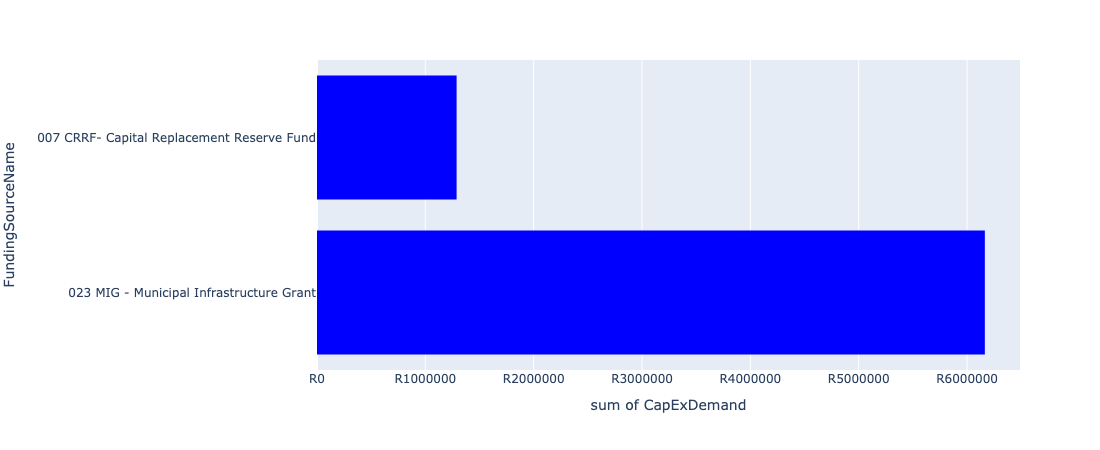 FundingSourceName
007 CRRF- Capital Replacement Reserve Fund
023 MIG - Municipal Infrastructure Grant
R0 R1000000 R2000000 R3000000 R4000000 R5000000 R6000000
sum of CapExDemand